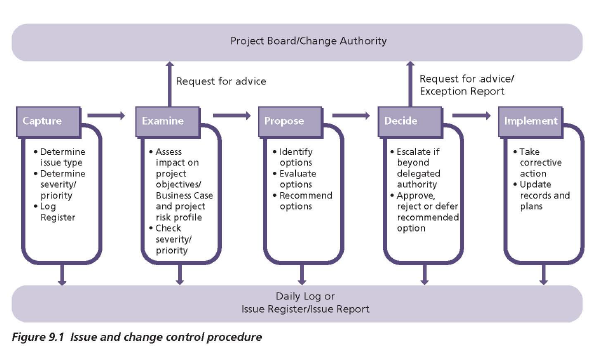 Project Board/Change Authority
Request for advice
Request for advice/
Exception Report
Capture
Examine
Propose
Decide
Implement
• Determine
issue type
• Determine
severity/
priority
• Log
Register
• Assess
impact on
project
objectives/
Business Case
and project
risk profile
• Check
severity/
priority
• Identify
options
• Evaluate
options
• Recommend
options
• Escalate if
beyond
delegated
authority
• Approve,
reject or defer
recommended
option
• Take
corrective
action
• Update
records and
plans
Daily Log or
Issue Register/Issue Report
Figure 9.1 Issue and change control procedure